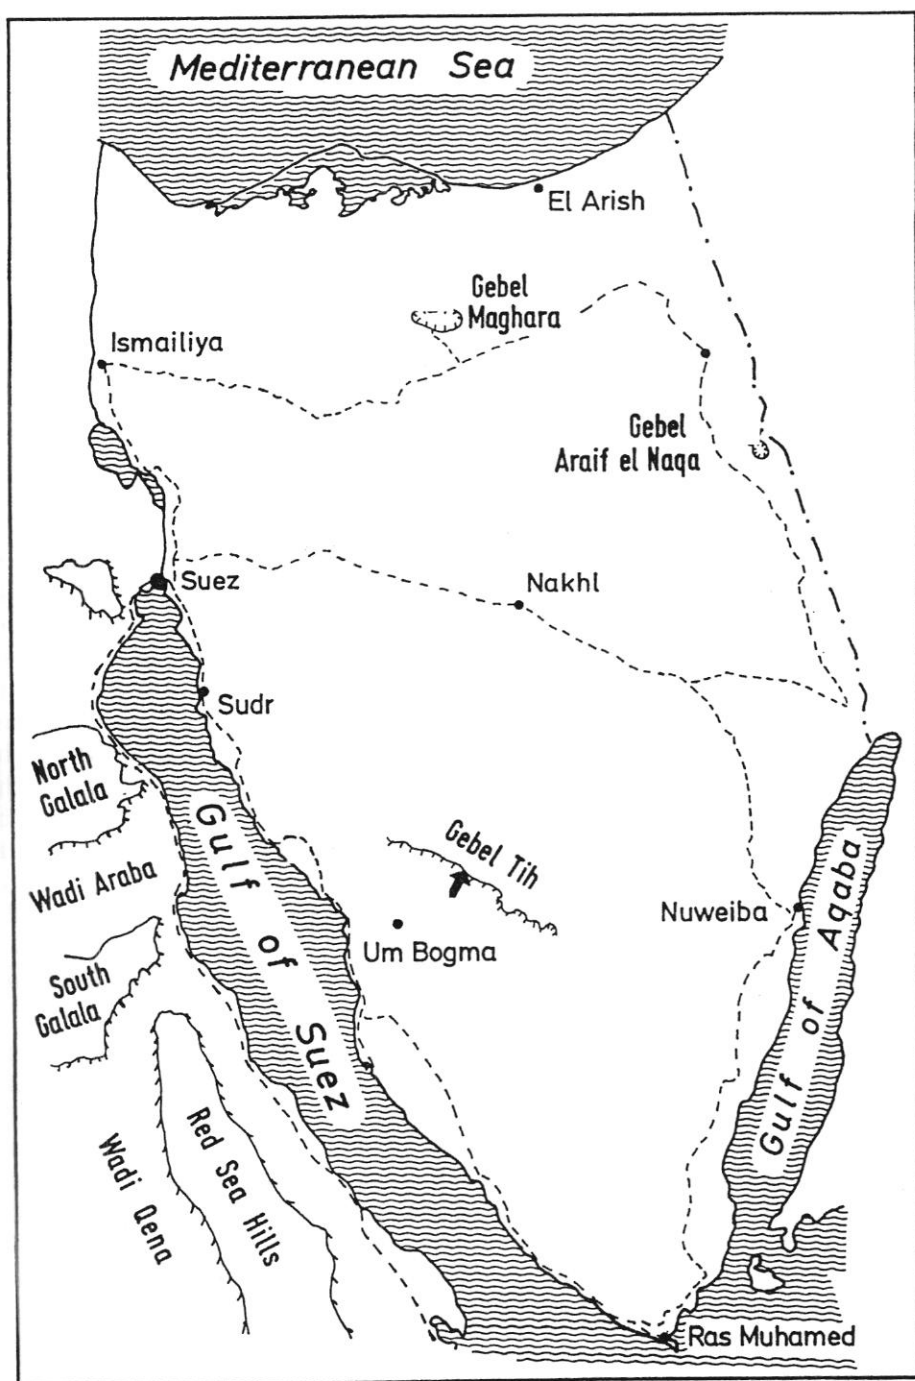 Mediterranean Sea
El Arish
Gebel
Maghara
Ismailiya
Gebel
Araif el Naqa
Suez
Nakhl
Sudr
North
Galala
Gulf of Suez
Gebel Tih
Wadi Araba
Um Bogma
Nuweiba
Gulf of Aqaba
South
Galala
Red Sea Hills
Wadi Qena
Ras Muhamed